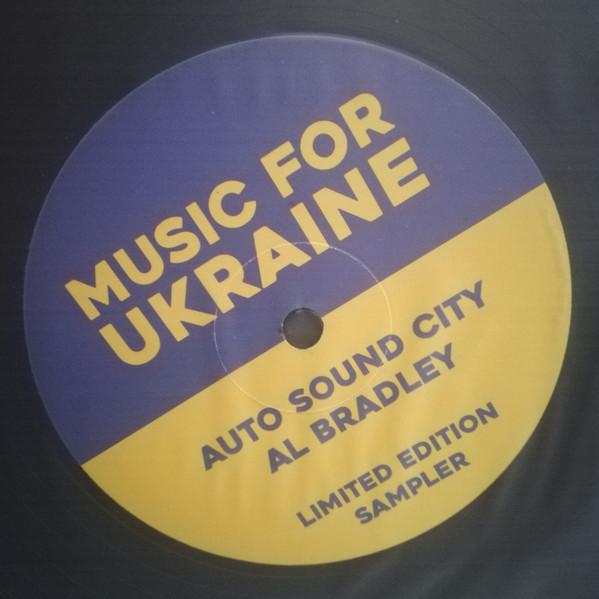 MUSIC FOR
UKRAINE
AUTO SOUND CITY
AL BRADLEY
LIMITED EDITION
SAMPLER